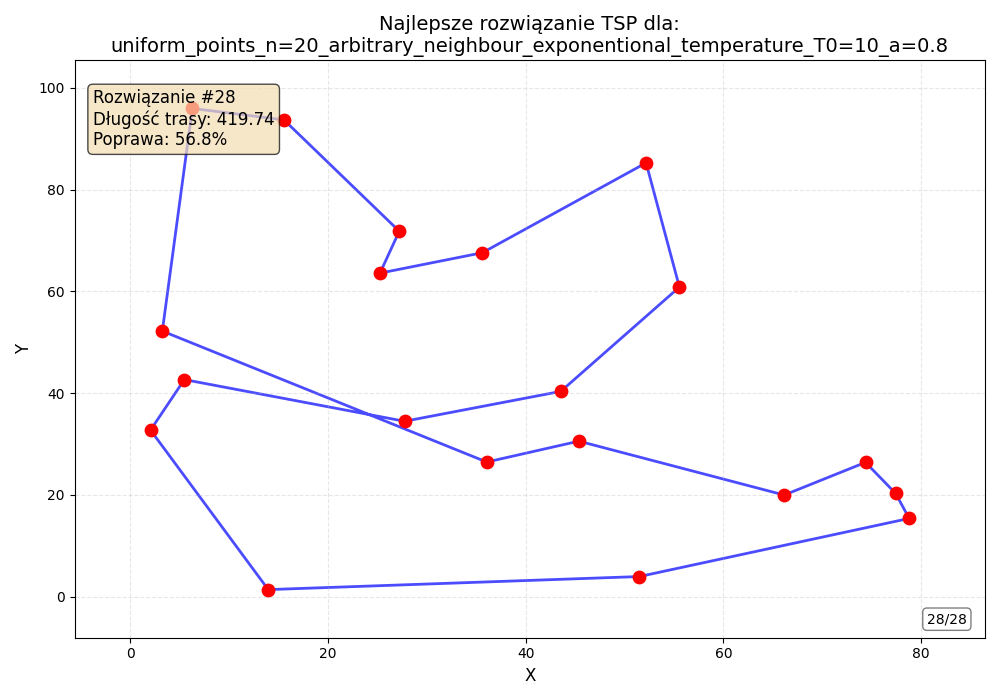 Najlepsze rozwiązanie TSP dla:
uniform_points_n=20_arbitrary_neighbour_exponentional_temperature_T0=10_a=0.8
Rozwiązanie #28
Długość trasy: 419.74
Poprawa: 56.8%
100
80
60
40
20
0
Y
28/28
0
20
40
60
80
X